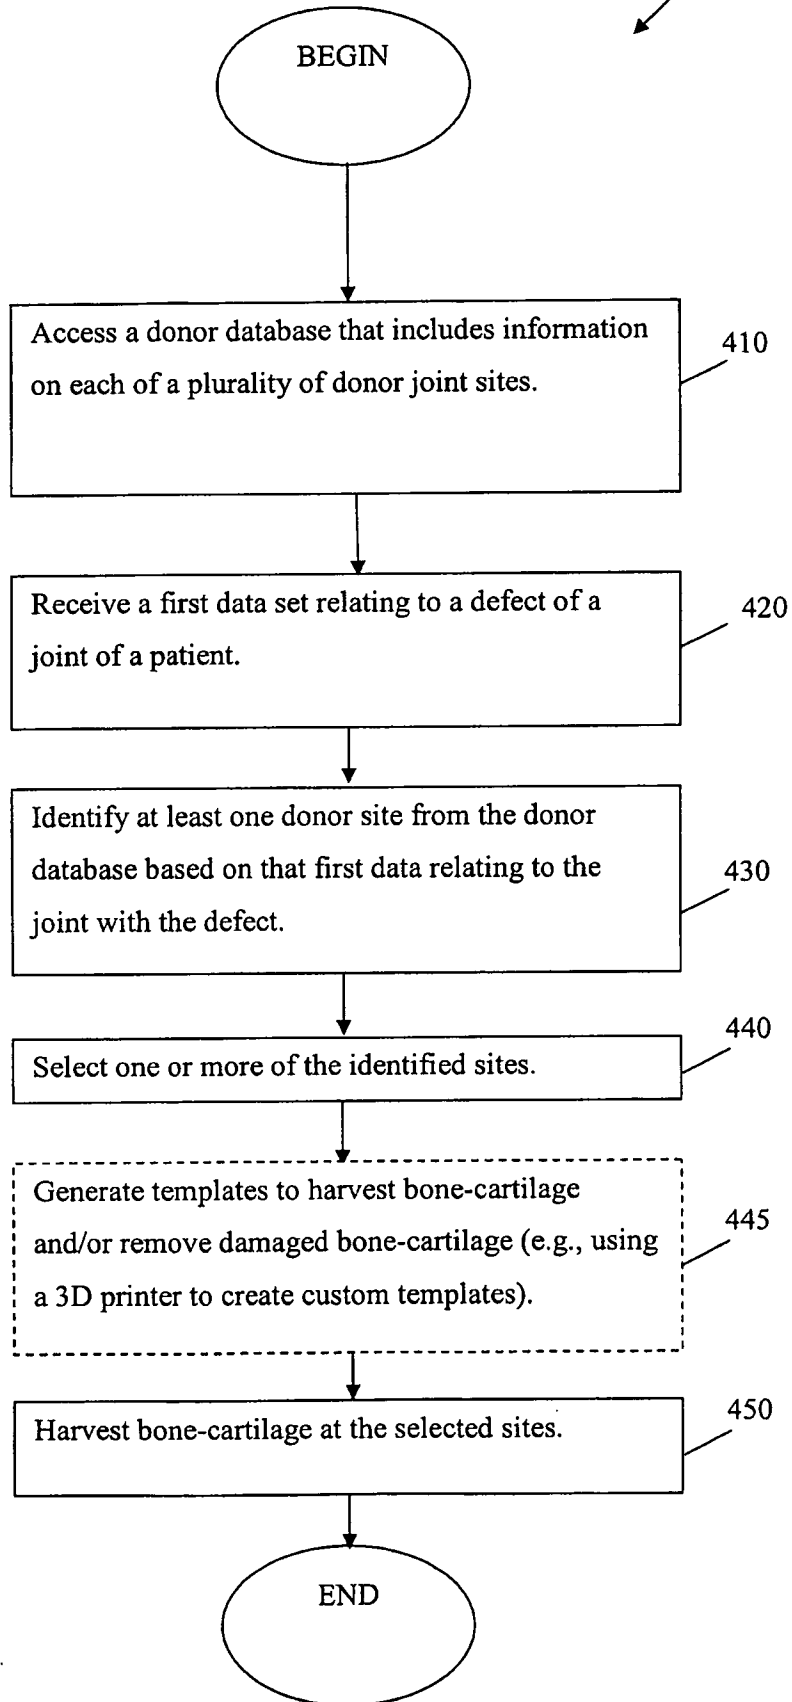 BEGIN
Access a donor database that includes information
on each of a plurality of donor joint sites.
410
Receive a first data set relating to a defect of a
joint of a patient.
420
Identify at least one donor site from the donor
database based on that first data relating to the
joint with the defect.
430
Select one or more of the identified sites.
440
Generate templates to harvest bone-cartilage
and/or remove damaged bone-cartilage (e.g., using
a 3D printer to create custom templates).
445
Harvest bone-cartilage at the selected sites.
450
END